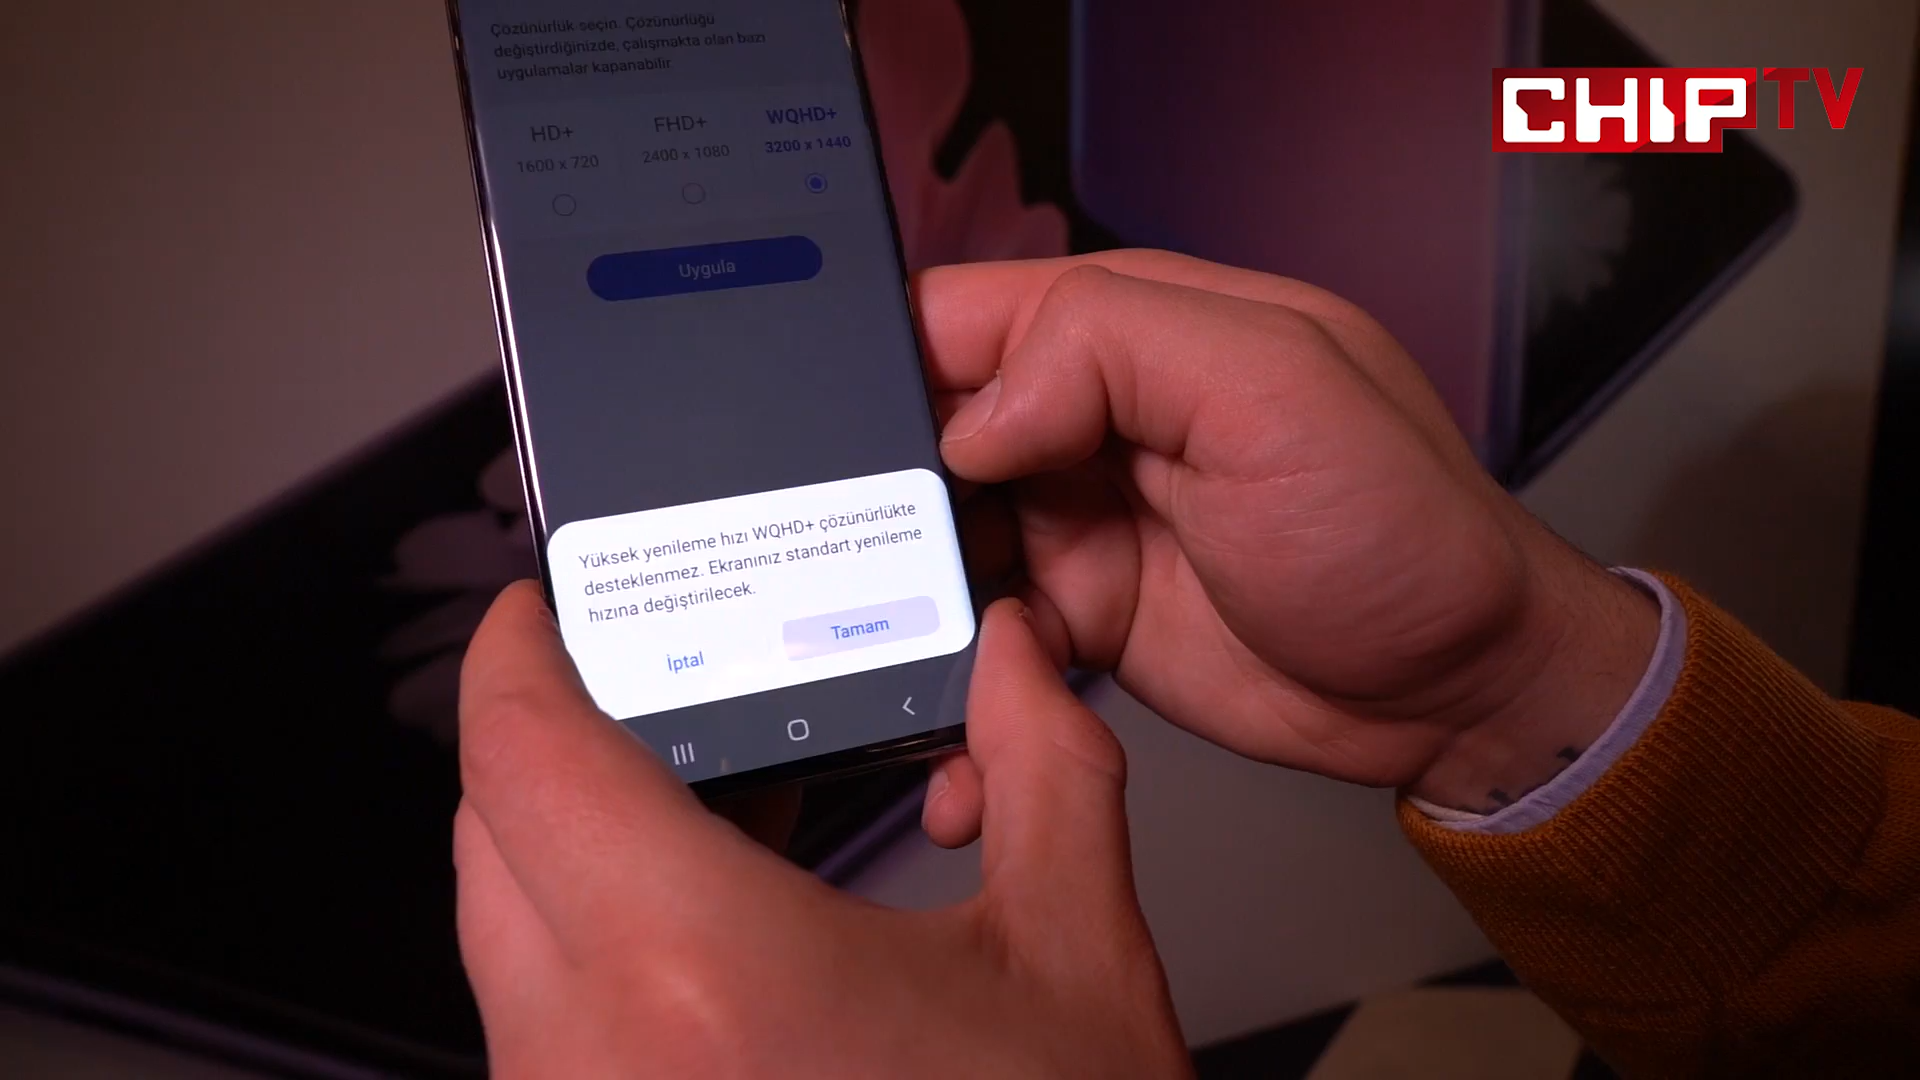 Çözünürlük seçin. Çözünürlüğü
değiştirdiğinizde, çalışmakta olan bazı
uygulamalar kapanabilir.
HD+
FHD+
WQHD+
1600 x 720
2400 x 1080
3200 x 1440
Uygula
Yüksek yenileme hızı WQHD+ çözünürlükte
desteklenmez. Ekranınız standart yenileme
hızına değiştirilecek.
İptal
Tamam
CHIP TV